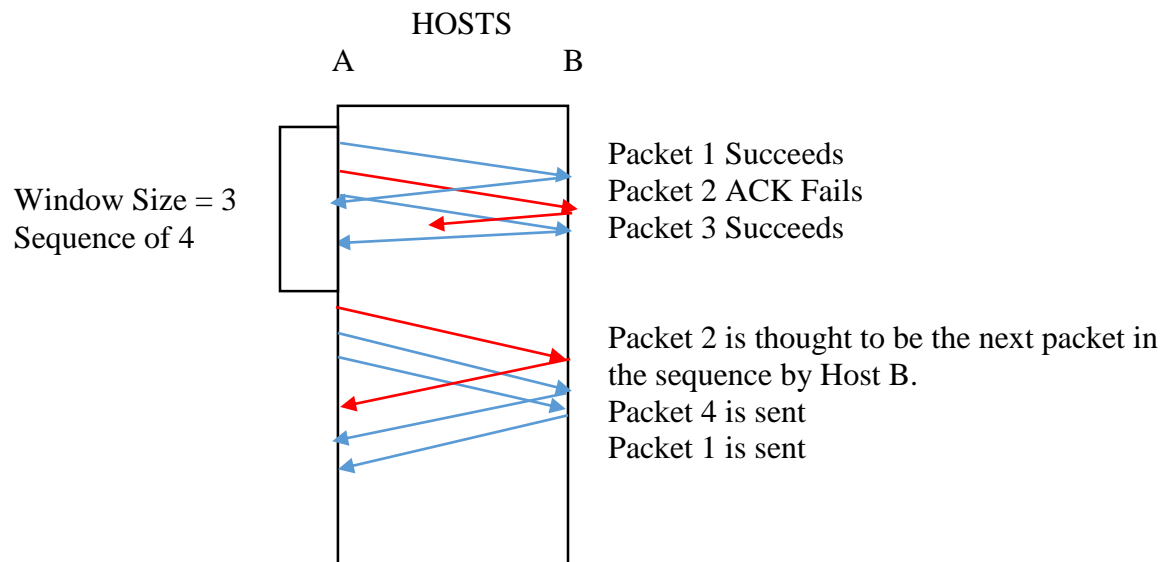 HOSTS
A B
Packet 1 Succeeds
Window Size = 3
Packet 2 ACK Fails
Sequence of 4
Packet 3 Succeeds
Packet 2 is thought to be the next packet in
the sequence by Host B.
Packet 4 is sent
Packet 1 is sent